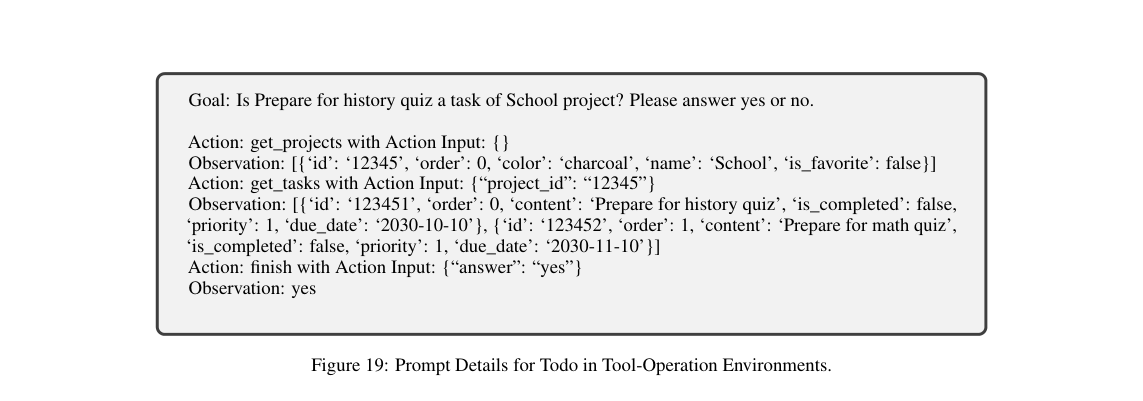 Goal: Is Prepare for history quiz a task of School project? Please answer yes or no.
Action: get_projects with Action Input: {}
Observation: [{‘id’: ‘12345’, ‘order’: 0, ‘color’: ‘charcoal’, ‘name’: ‘School’, ‘is_favorite’: false}]
Action: get_tasks with Action Input: {“project_id”: “12345”}
Observation: [{‘id’: ‘123451’, ‘order’: 0, ‘content’: ‘Prepare for history quiz’, ‘is_completed’: false,
‘priority’: 1, ‘due_date’: ‘2030-10-10’}, {‘id’: ‘123452’, ‘order’: 1, ‘content’: ‘Prepare for math quiz’,
‘is_completed’: false, ‘priority’: 1, ‘due_date’: ‘2030-11-10’}]
Action: finish with Action Input: {“answer”: “yes”}
Observation: yes
Figure 19: Prompt Details for Todo in Tool-Operation Environments.